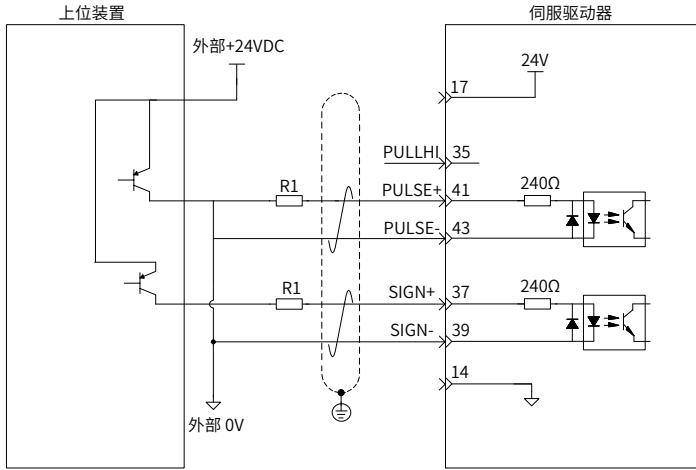 上位装置
伺服驱动器
外部+24VDC
24V
17
PULLHI 35
R1
PULSE+ 41
240Ω
PULSE- 43
R1
SIGN+ 37
240Ω
SIGN- 39
14
外部 0V